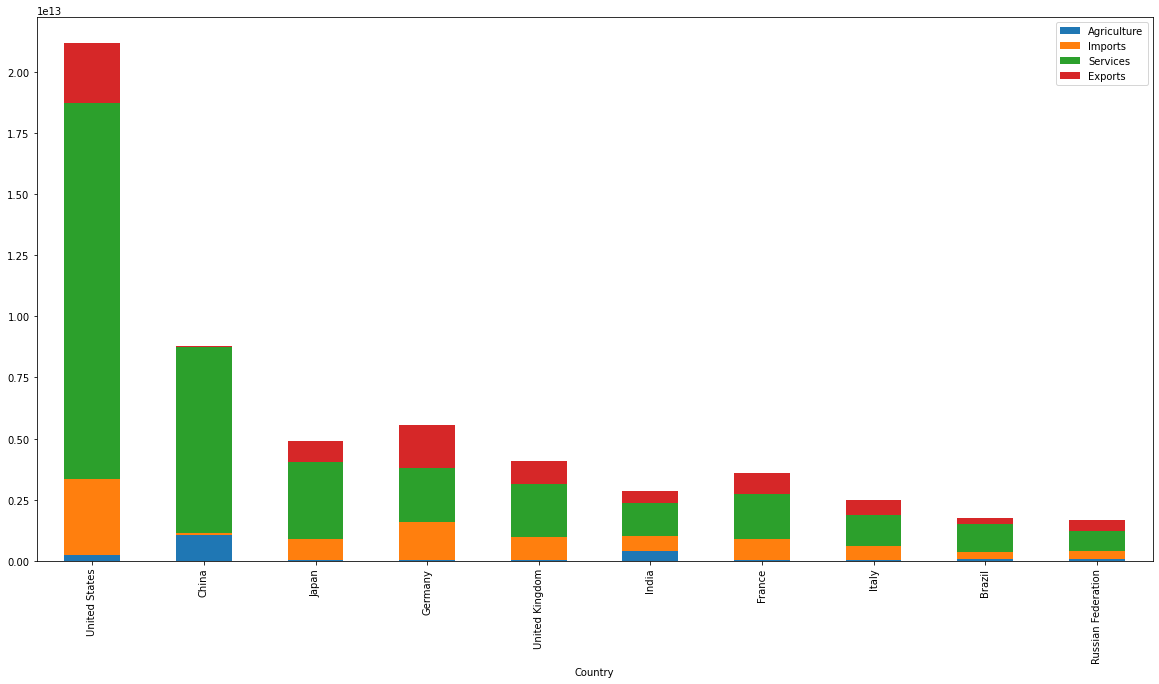 1e13
Agriculture
Imports
Services
Exports
2.00
1.75
1.50
1.25
1.00
0.75
0.50
0.25
0.00
United States
China
Japan
Germany
United Kingdom
India
France
Italy
Brazil
Russian Federation
Country